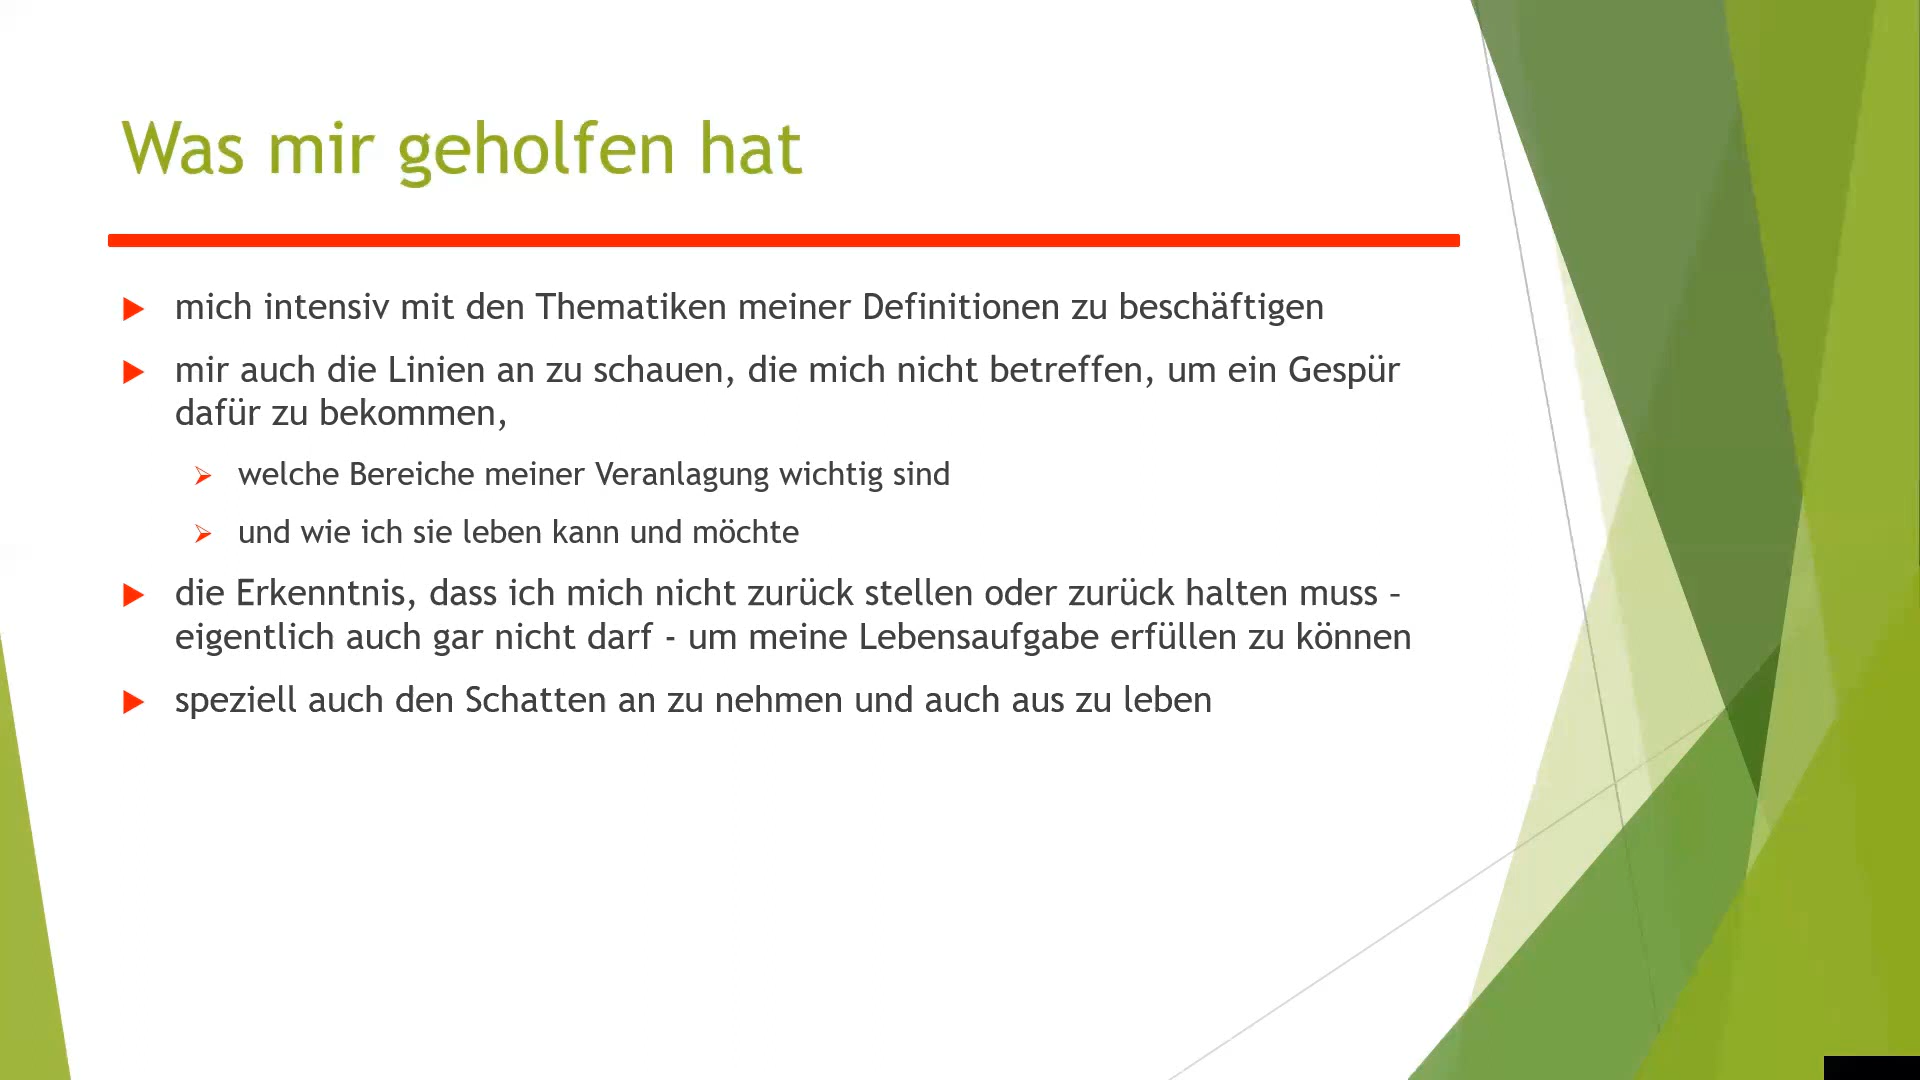 Was mir geholfen hat
mich intensiv mit den Thematiken meiner Definitionen zu beschäftigen
mir auch die Linien an zu schauen, die mich nicht betreffen, um ein Gespür
dafür zu bekommen,
welche Bereiche meiner Veranlagung wichtig sind
und wie ich sie leben kann und möchte
die Erkenntnis, dass ich mich nicht zurück stellen oder zurück halten muss –
eigentlich auch gar nicht darf - um meine Lebensaufgabe erfüllen zu können
speziell auch den Schatten an zu nehmen und auch aus zu leben